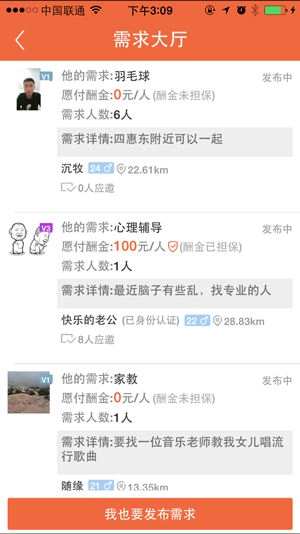 中国联通 下午3:09
需求大厅
V1 他的需求:羽毛球 发布中
愿付酬金:0元/人(酬金未担保)
需求人数:6人
需求详情:四惠东附近可以一起
沉牧 24♂ 22.61km
0人应邀
V3 他的需求:心理辅导 发布中
愿付酬金:100元/人(酬金已担保)
需求人数:1人
需求详情:最近脑子有些乱，找专业的人
快乐的老公 (已身份认证) 22♂ 28.83km
8人应邀
V1 他的需求:家教 发布中
愿付酬金:0元/人(酬金未担保)
需求人数:1人
需求详情:要找一位音乐老师教我女儿唱流
行歌曲
随缘 21♂ 13.35km
我也要发布需求